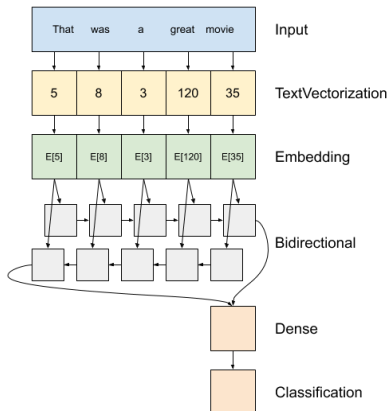 That was a great movie Input
5 8 3 120 35 TextVectorization
E[5] E[8] E[3] E[120] E[35] Embedding
Bidirectional
Dense
Classification